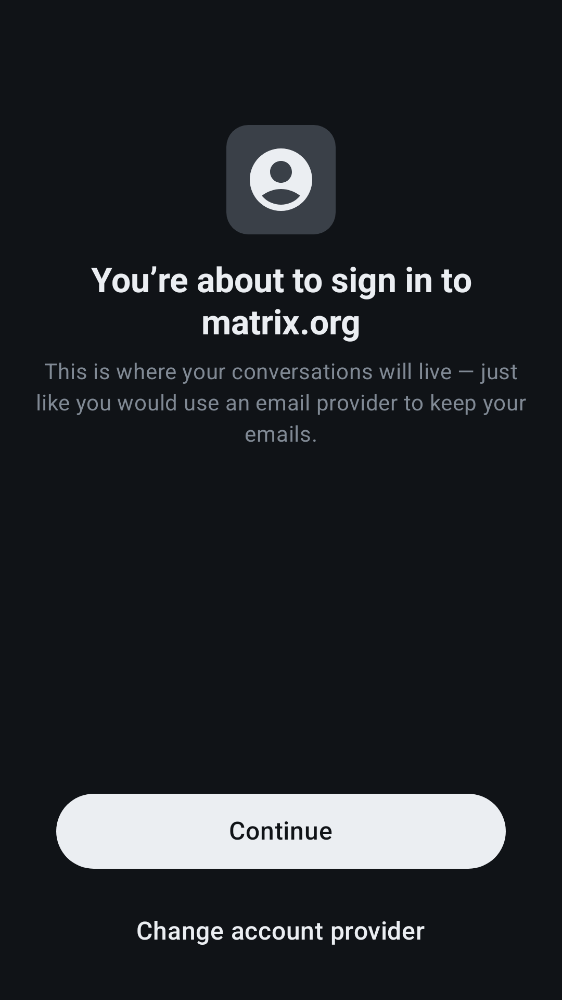 You’re about to sign in to
matrix.org
This is where your conversations will live — just
like you would use an email provider to keep your
emails.
Continue
Change account provider